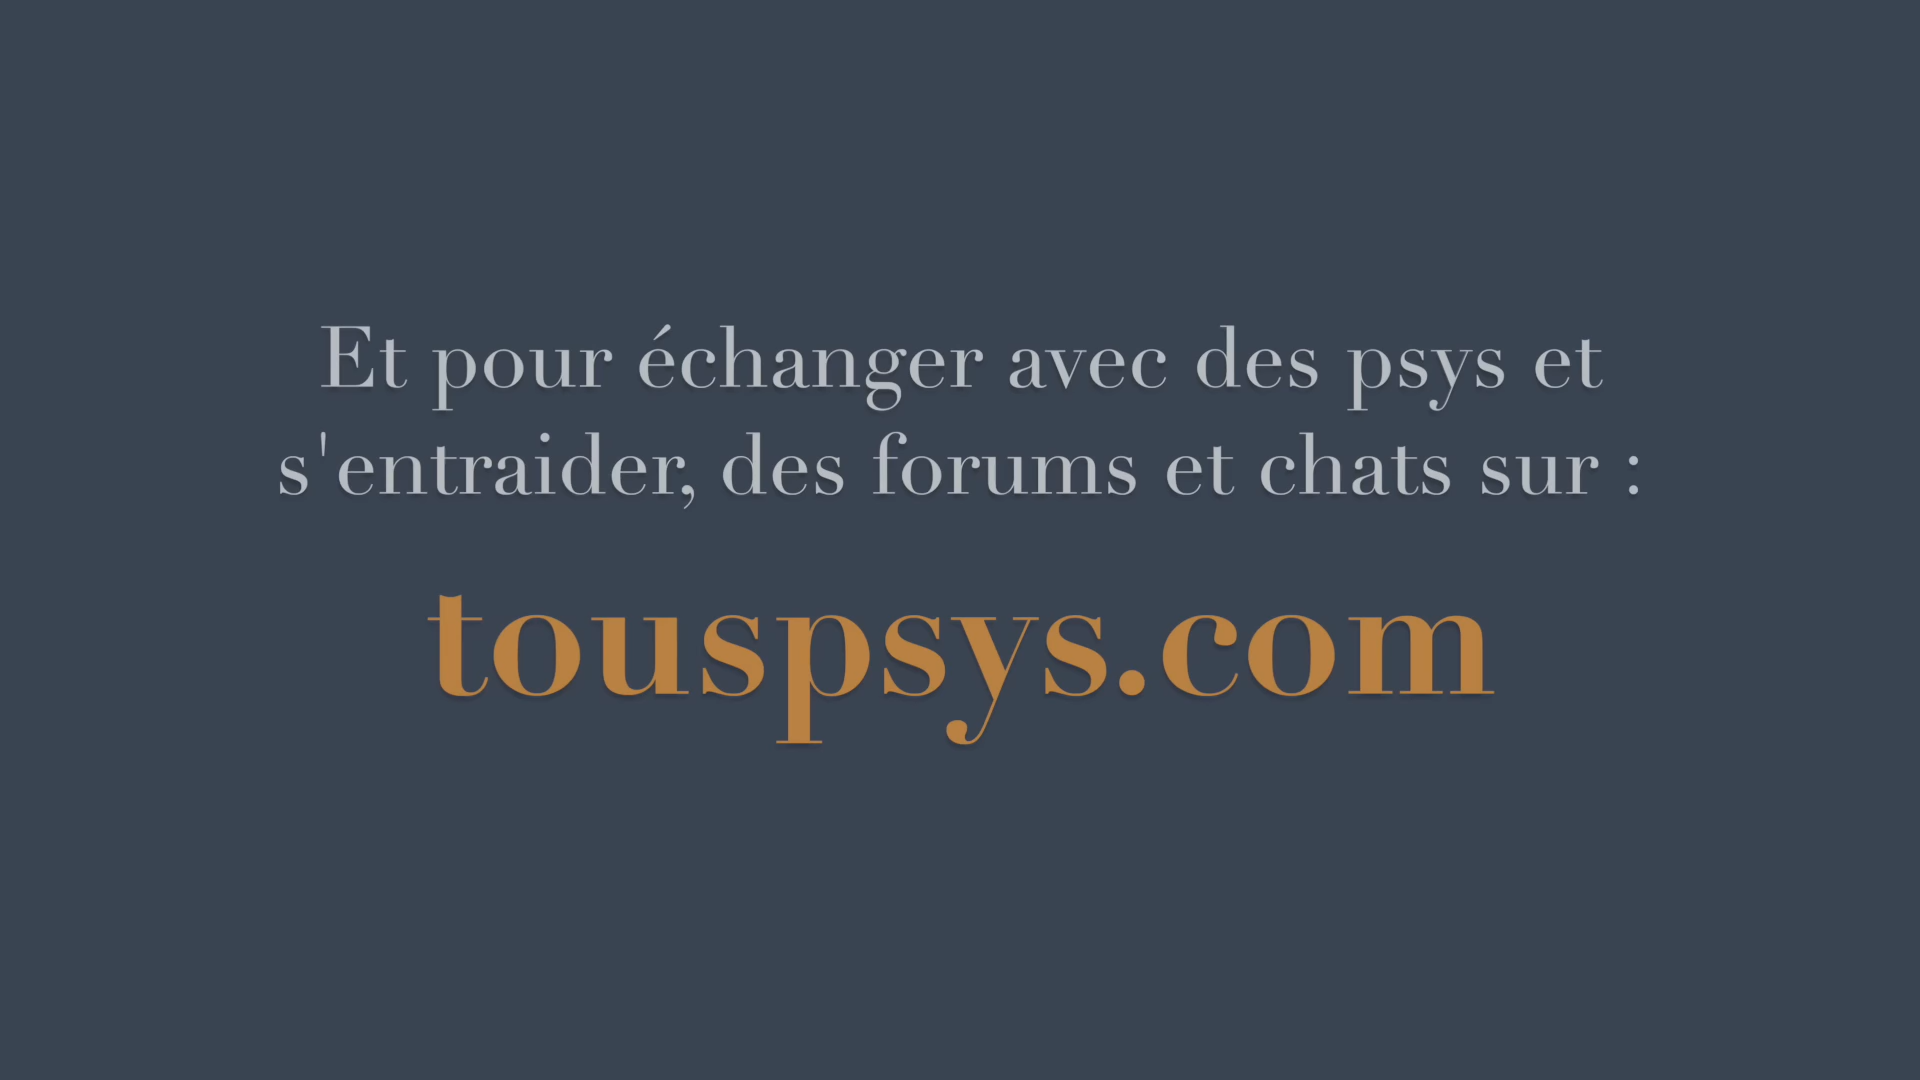 Et pour échanger avec des psys et
s'entraider, des forums et chats sur :
touspsys.com